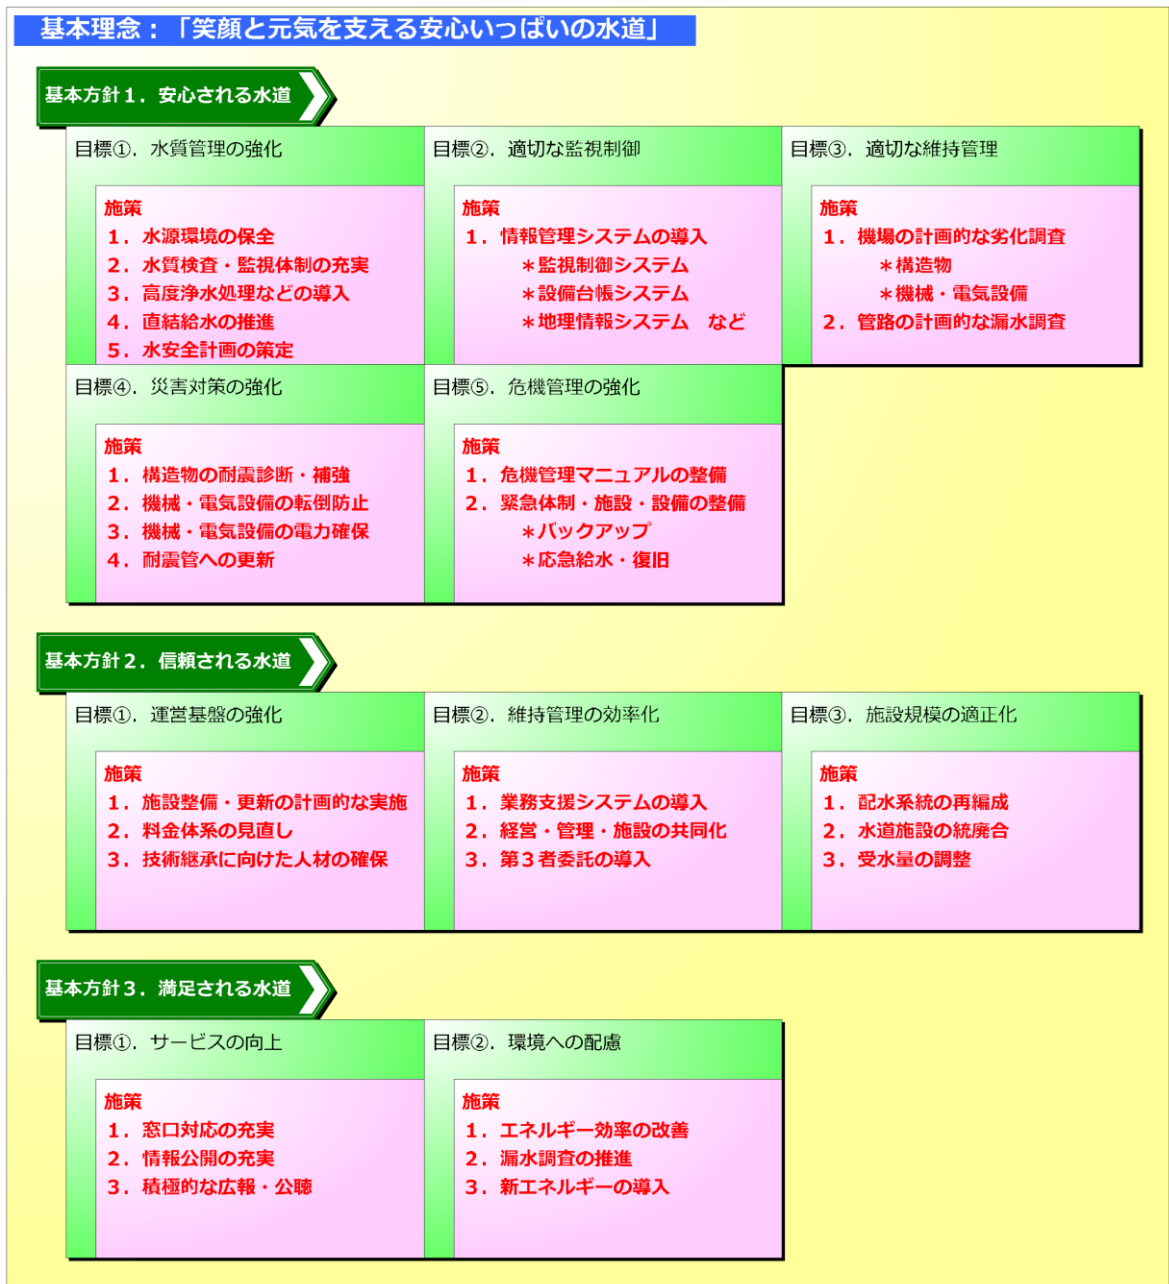 基本理念：「笑顔と元気を支える安心いっぱいの水道」
基本方針１．安心される水道
目標①．水質管理の強化
施策
１．水源環境の保全
２．水質検査・監視体制の充実
３．高度浄水処理などの導入
４．直結給水の推進
５．水安全計画の策定
目標②．適切な監視制御
施策
１．情報管理システムの導入
＊監視制御システム
＊設備台帳システム
＊地理情報システム　など
目標③．適切な維持管理
施策
１．機場の計画的な劣化調査
＊構造物
＊機械・電気設備
２．管路の計画的な漏水調査
目標④．災害対策の強化
施策
１．構造物の耐震診断・補強
２．機械・電気設備の転倒防止
３．機械・電気設備の電力確保
４．耐震管への更新
目標⑤．危機管理の強化
施策
１．危機管理マニュアルの整備
２．緊急体制・施設・設備の整備
＊バックアップ
＊応急給水・復旧
基本方針２．信頼される水道
目標①．運営基盤の強化
施策
１．施設整備・更新の計画的な実施
２．料金体系の見直し
３．技術継承に向けた人材の確保
目標②．維持管理の効率化
施策
１．業務支援システムの導入
２．経営・管理・施設の共同化
３．第３者委託の導入
目標③．施設規模の適正化
施策
１．配水系統の再編成
２．水道施設の統廃合
３．受水量の調整
基本方針３．満足される水道
目標①．サービスの向上
施策
１．窓口対応の充実
２．情報公開の充実
３．積極的な広報・公聴
目標②．環境への配慮
施策
１．エネルギー効率の改善
２．漏水調査の推進
３．新エネルギーの導入